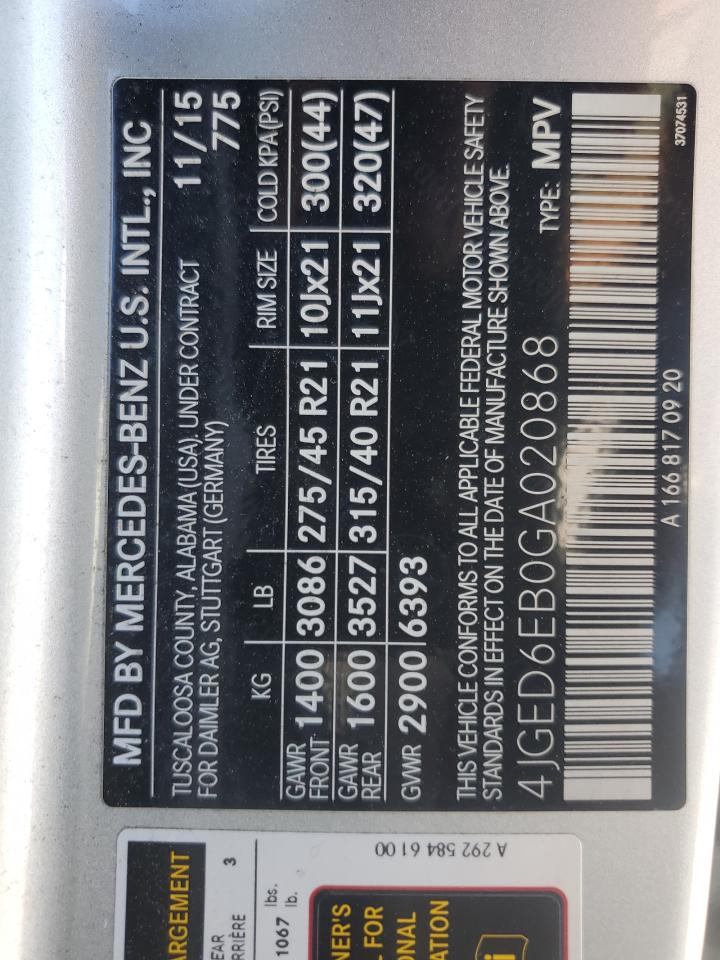 MFD BY MERCEDES-BENZ U.S. INTL., INC
TUSCALOOSA COUNTY, ALABAMA (USA). UNDER CONTRACT 11/15
FOR DAIMLER AG, STUTTGART (GERMANY) 775
KG LB TIRES RIM SIZE COLD KPA(PSI)
GAWR FRONT 1400 3086 275/45 R21 10Jx21 300(44)
GAWR REAR 1600 3527 315/40 R21 11Jx21 320(47)
GVWR 2900 6393
THIS VEHICLE CONFORMS TO ALL APPLICABLE FEDERAL MOTOR VEHICLE SAFETY
STANDARDS IN EFFECT ON THE DATE OF MANUFACTURE SHOWN ABOVE.
4JGED6EB0GA020868 TYPE: MPV
A 166 817 09 20
37074531
ARGEMENT
EAR
RRIÈRE 3
1067 lbs.
lb.
NER'S
L FOR
ONAL
ATION
i
A 292 584 61 00